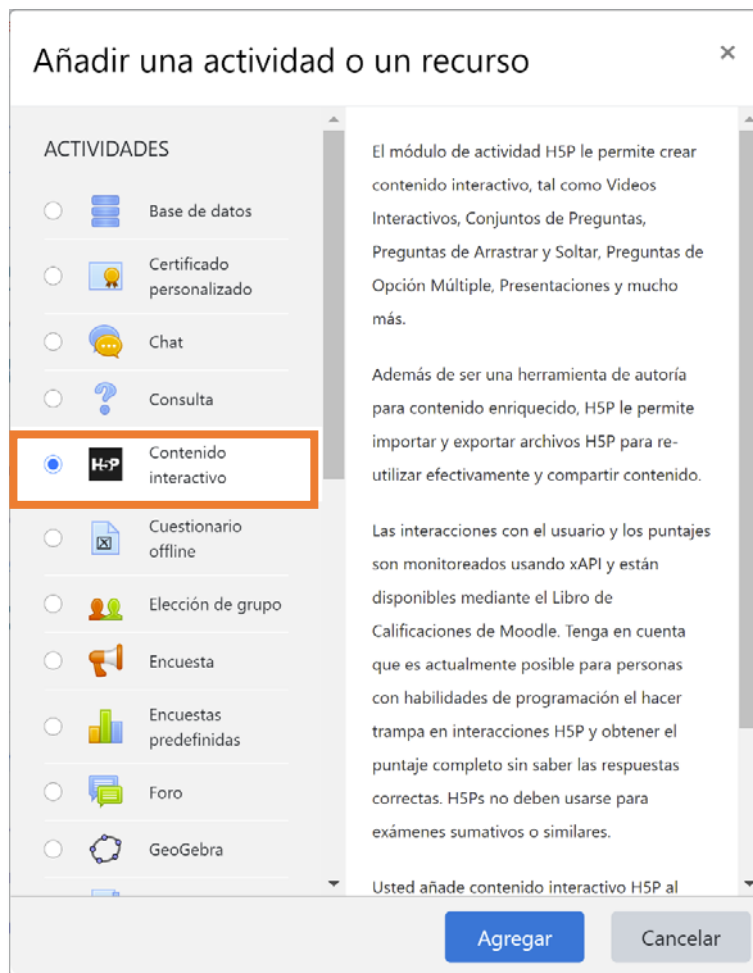 Añadir una actividad o un recurso
×
ACTIVIDADES
Base de datos
Certificado
personalizado
Chat
Consulta
H5P
Contenido
interactivo
Cuestionario
offline
Elección de grupo
Encuesta
Encuestas
predefinidas
Foro
GeoGebra
El módulo de actividad H5P le permite crear
contenido interactivo, tal como Videos
Interactivos, Conjuntos de Preguntas,
Preguntas de Arrastrar y Soltar, Preguntas de
Opción Múltiple, Presentaciones y mucho
más.
Además de ser una herramienta de autoría
para contenido enriquecido, H5P le permite
importar y exportar archivos H5P para re-
utilizar efectivamente y compartir contenido.
Las interacciones con el usuario y los puntajes
son monitoreados usando xAPI y están
disponibles mediante el Libro de
Calificaciones de Moodle. Tenga en cuenta
que es actualmente posible para personas
con habilidades de programación el hacer
trampa en interacciones H5P y obtener el
puntaje completo sin saber las respuestas
correctas. H5Ps no deben usarse para
exámenes sumativos o similares.
Usted añade contenido interactivo H5P al
Agregar
Cancelar